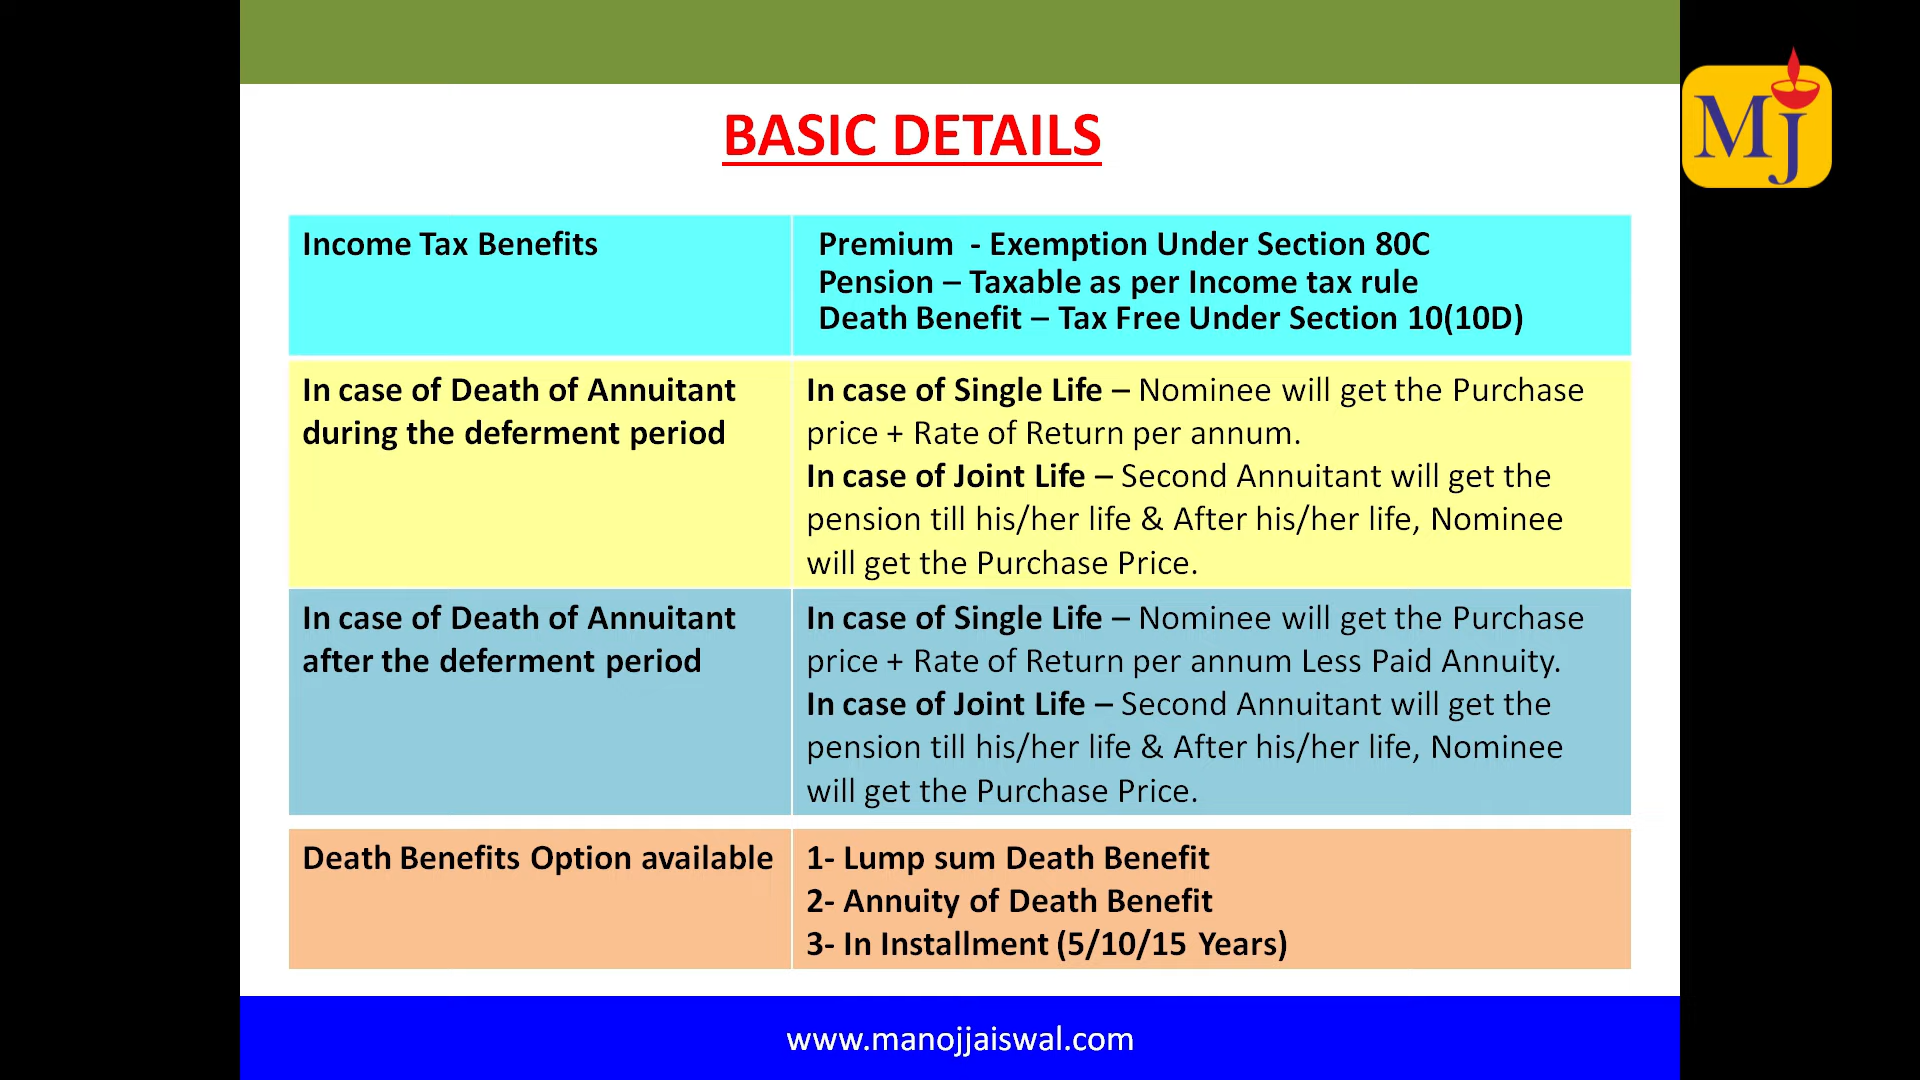 BASIC DETAILS
MJ
Income Tax Benefits
Premium - Exemption Under Section 80C
Pension – Taxable as per Income tax rule
Death Benefit – Tax Free Under Section 10(10D)
In case of Death of Annuitant
during the deferment period
In case of Single Life – Nominee will get the Purchase
price + Rate of Return per annum.
In case of Joint Life – Second Annuitant will get the
pension till his/her life & After his/her life, Nominee
will get the Purchase Price.
In case of Death of Annuitant
after the deferment period
In case of Single Life – Nominee will get the Purchase
price + Rate of Return per annum Less Paid Annuity.
In case of Joint Life – Second Annuitant will get the
pension till his/her life & After his/her life, Nominee
will get the Purchase Price.
Death Benefits Option available
1- Lump sum Death Benefit
2- Annuity of Death Benefit
3- In Installment (5/10/15 Years)
www.manojjaiswal.com